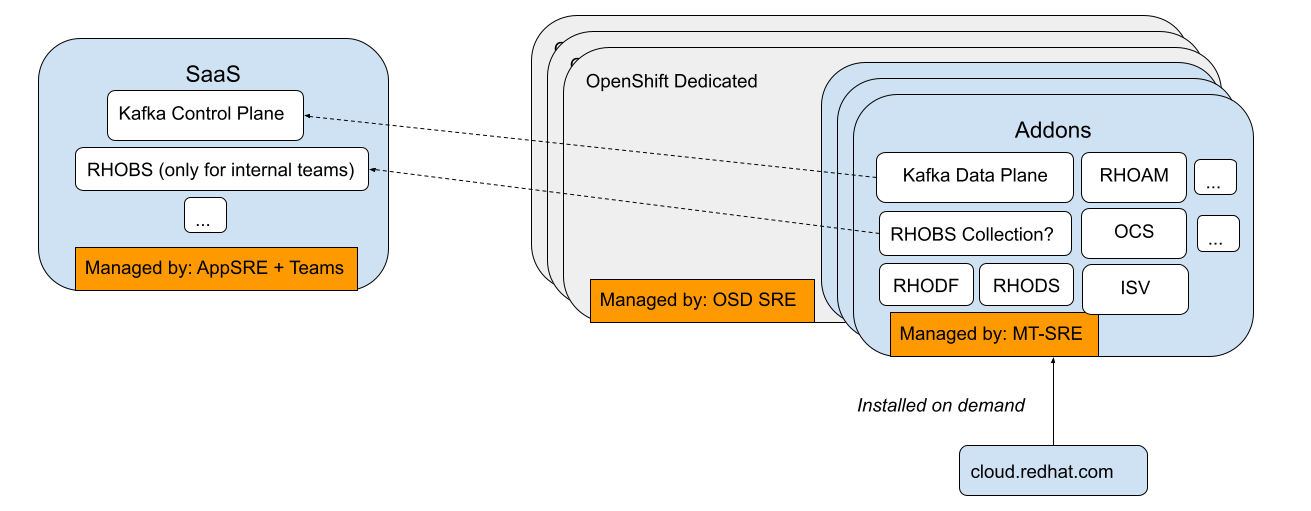 SaaS
Kafka Control Plane
RHOBS (only for internal teams)
...
Managed by: AppSRE + Teams
OpenShift Dedicated
Managed by: OSD SRE
Addons
Kafka Data Plane
RHOAM
...
RHOBS Collection?
OCS
...
RHODF
RHODS
ISV
Managed by: MT-SRE
Installed on demand
cloud.redhat.com